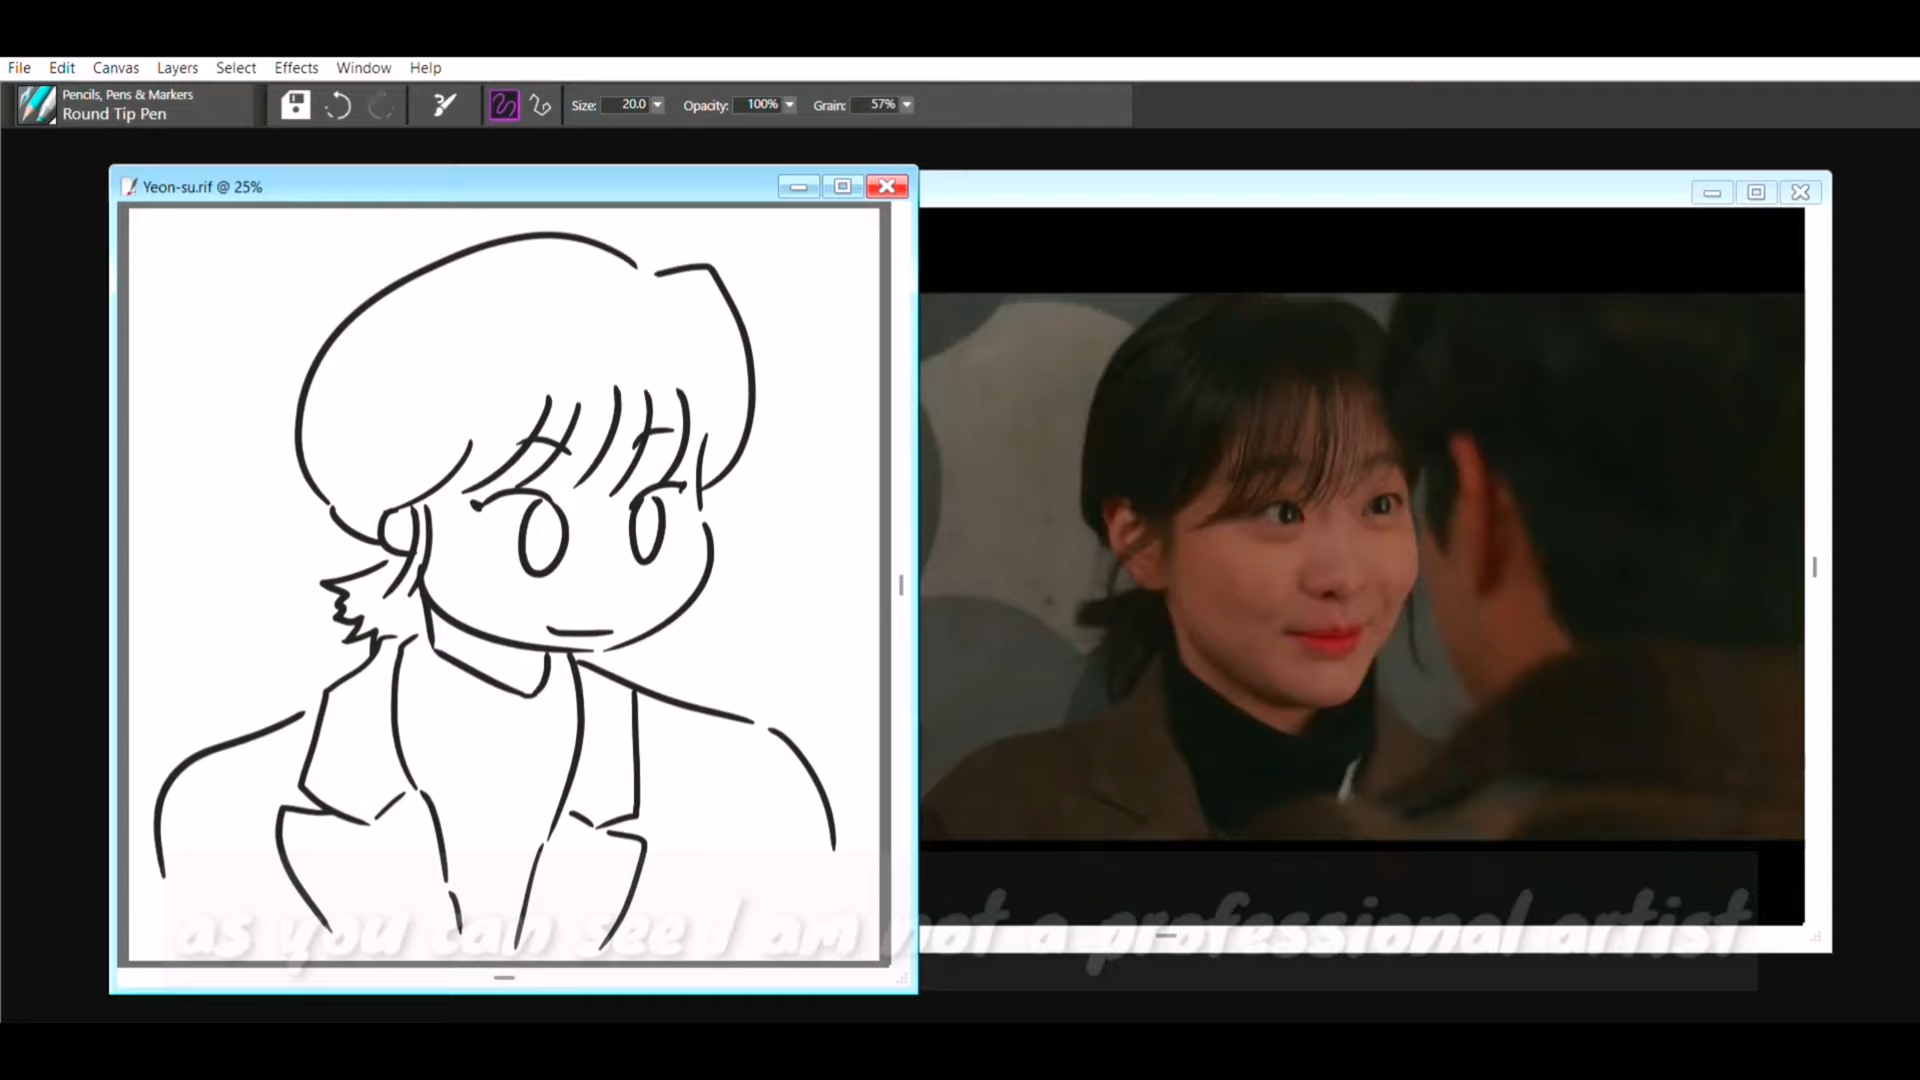 File Edit Canvas Layers Select Effects Window Help
Pencils, Pens & Markers
Round Tip Pen
Size: 20.0 Opacity: 100% Grain: 57%
Yeon-su.rif @ 25%
as you can see I am not a professional artist